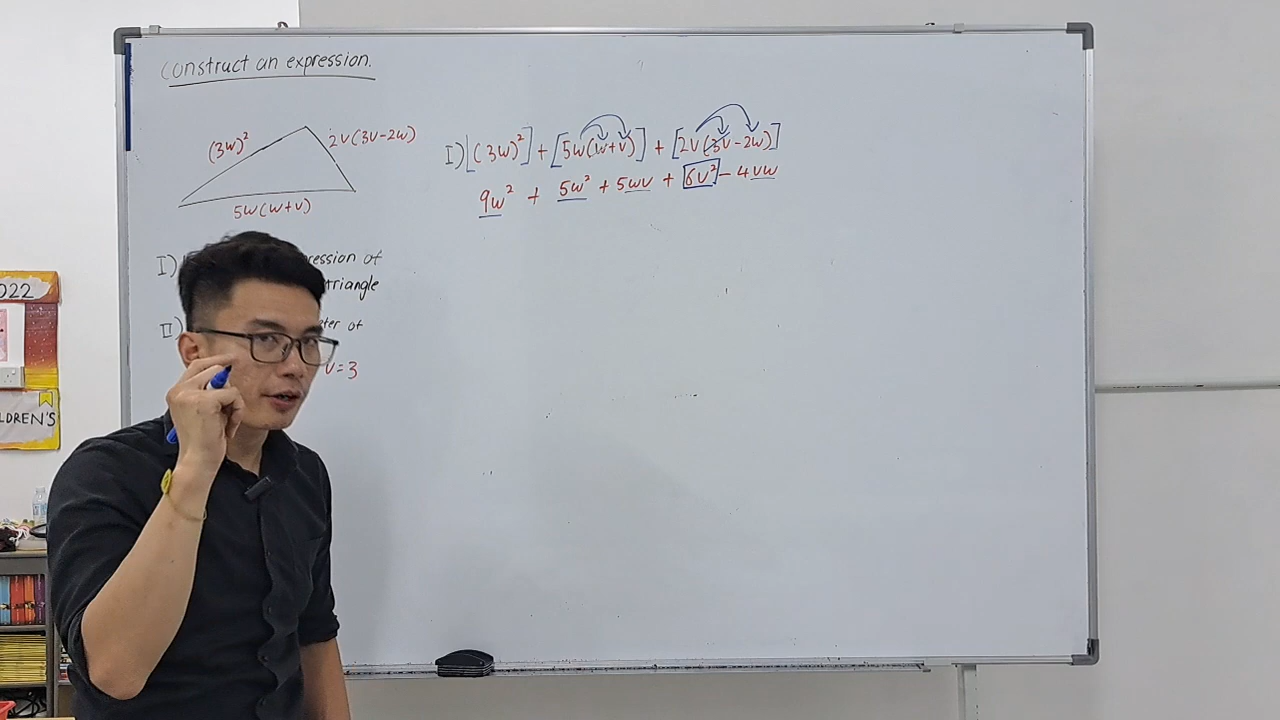 construct an expression.
(3w)²
2v(3v-2w)
5w(w+v)
I)
ression of
triangle
II)
ter of
v=3
I) [(3w)²] + [5w(w+v)] + [2v(3v-2w)]
9w² + 5w² + 5wv + 6v² - 4vw
022
LDREN'S